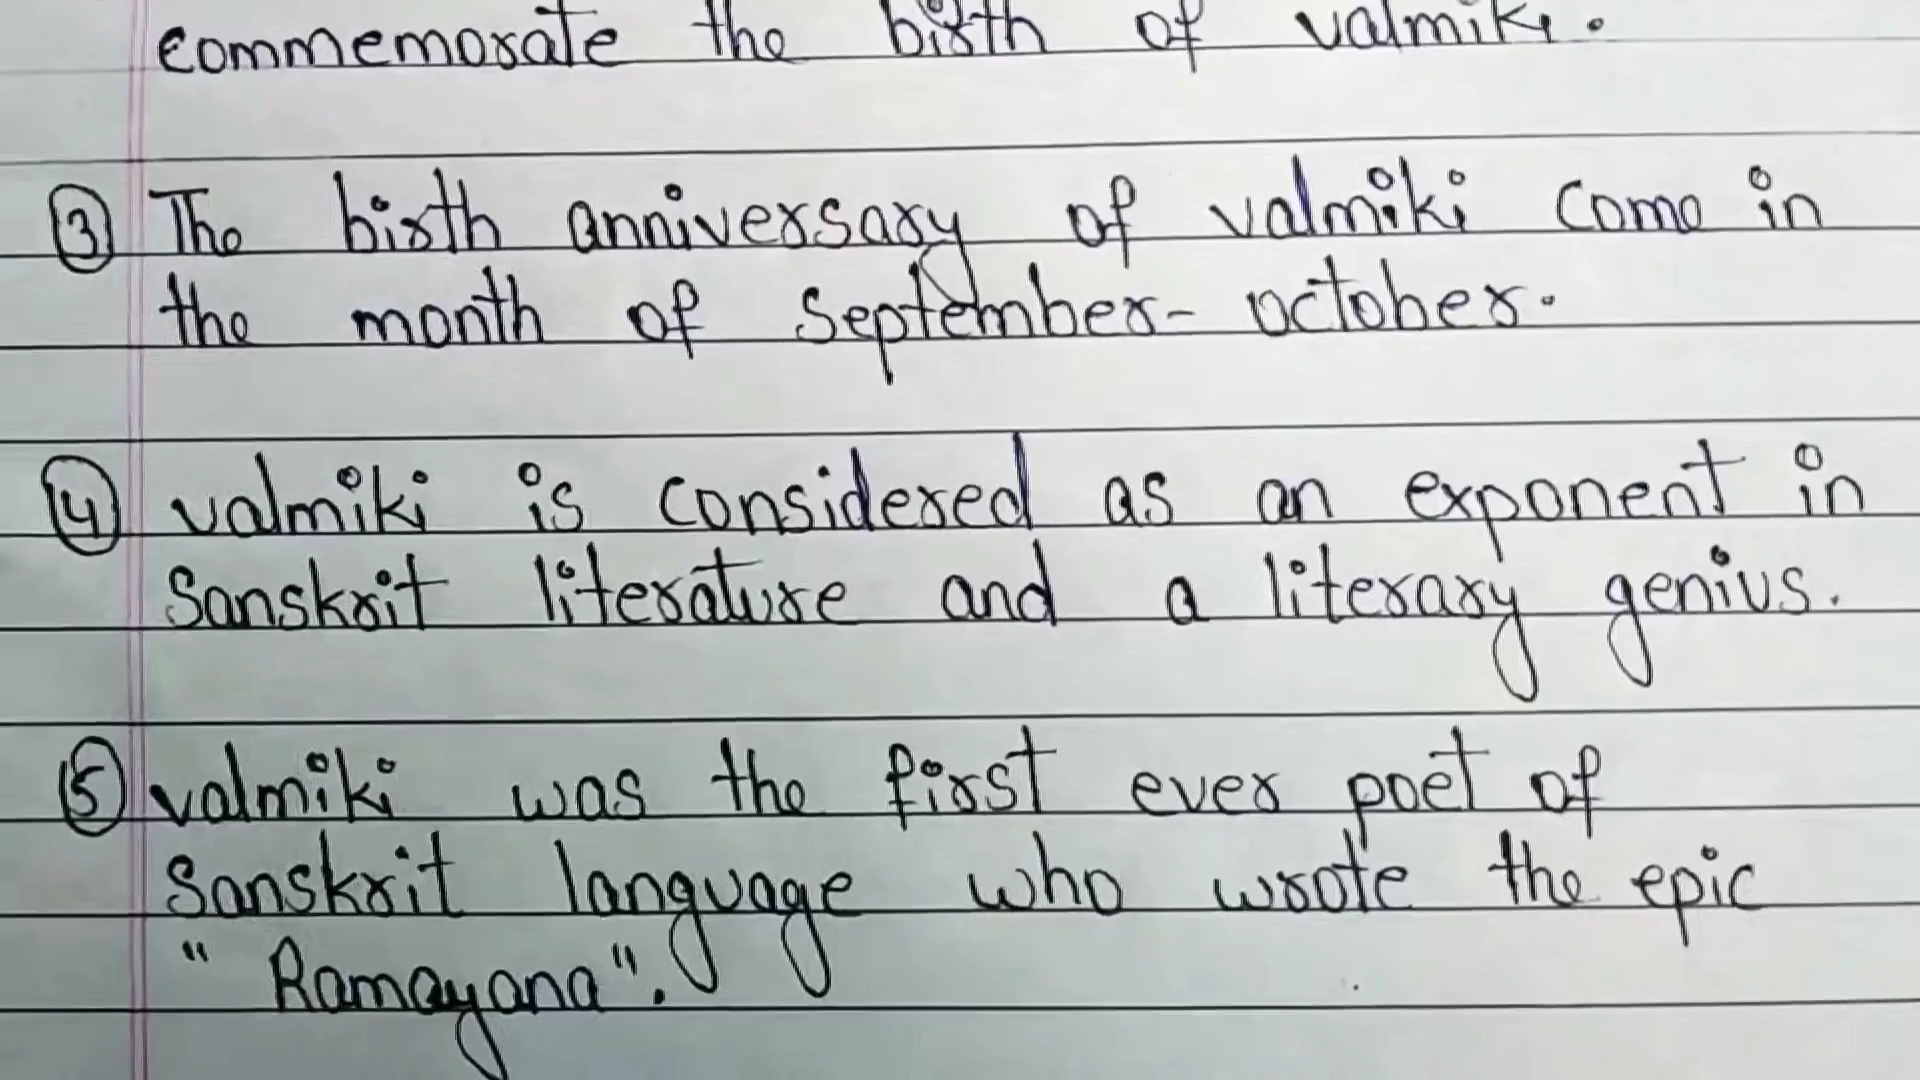 commemorate the birth of valmiki.
③ The birth anniversary of valmiki come in
the month of September- october.
④ valmiki is considered as an exponent in
Sanskrit literature and a literary genius.
⑤ valmiki was the first ever poet of
Sanskrit language who wrote the epic
"Ramayana".